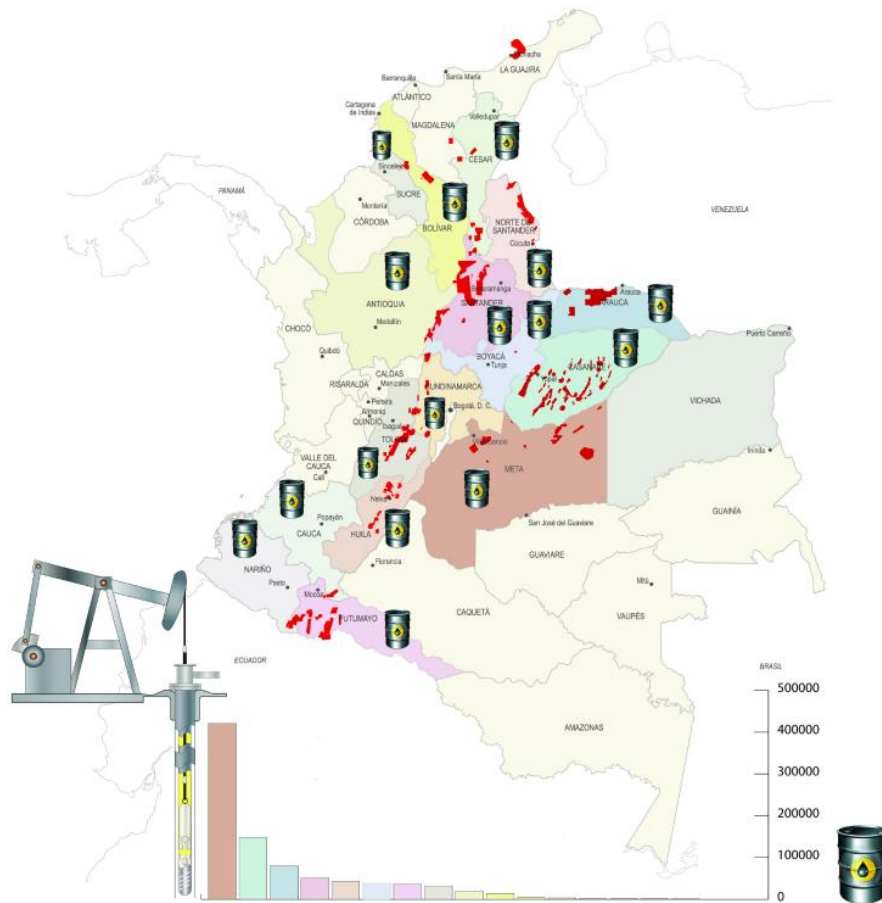 Riohacha
LA GUAJIRA
Santa María
Barranquilla
ATLÁNTICO
Cartagena
de Indias
MAGDALENA
Valledupar
CESAR
Sincelejo
SUCRE
PANAMÁ
Montería
CÓRDOBA
BOLÍVAR
NORTE DE
SANTANDER
Cúcuta
VENEZUELA
ANTIOQUIA
Bucaramanga
SANTANDER
Arauca
ARAUCA
Medellín
CHOCÓ
Puerto Carreño
BOYACÁ
Tunja
Yopal
CASANARE
Quibdó
CALDAS
Manizales
RISARALDA
Pereira
CUNDINAMARCA
Bogotá, D. C.
VICHADA
Armenia
QUINDÍO
Ibagué
TOLIMA
Villavicencio
META
VALLE DEL
CAUCA
Cali
Inírida
Neiva
Popayán
CAUCA
HUILA
San José del Guaviare
GUAINÍA
GUAVIARE
Florencia
NARIÑO
Pasto
Mocoa
PUTUMAYO
CAQUETÁ
Mitú
VAUPÉS
ECUADOR
BRASIL
AMAZONAS
500000
400000
300000
200000
100000
0